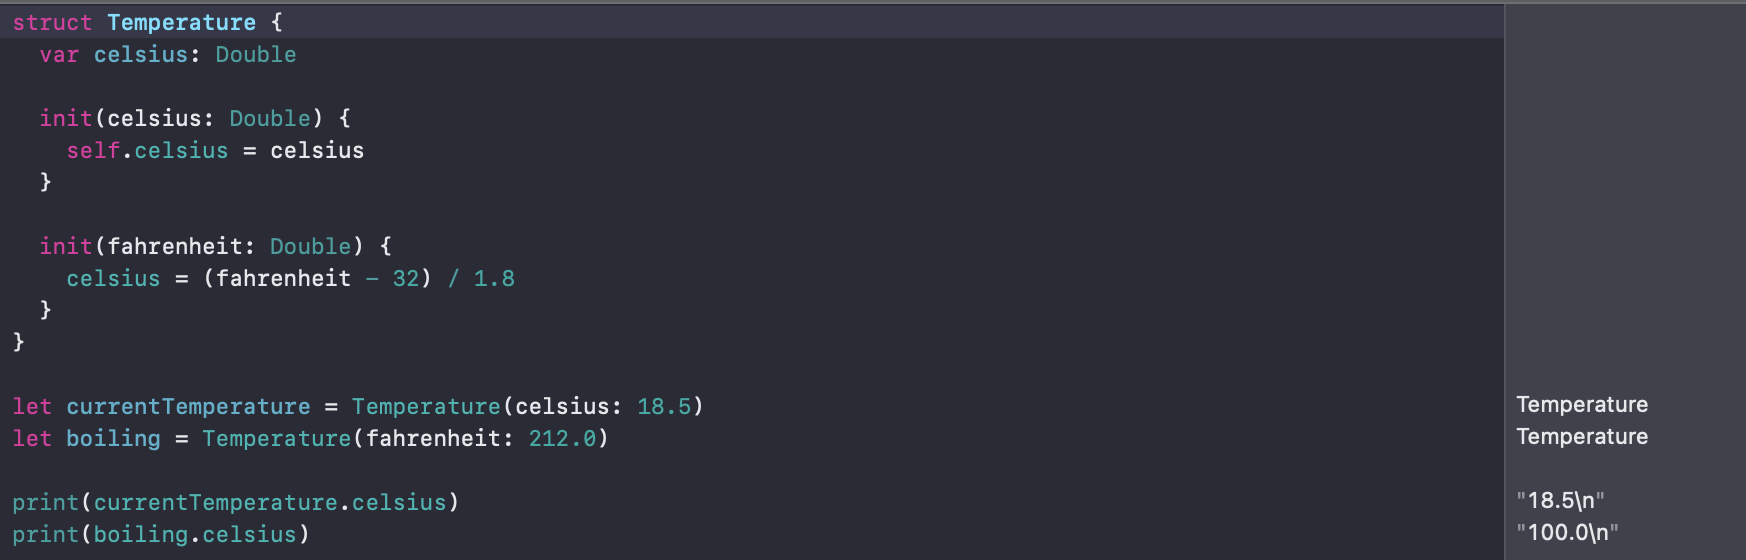 struct Temperature {
  var celsius: Double

  init(celsius: Double) {
    self.celsius = celsius
  }

  init(fahrenheit: Double) {
    celsius = (fahrenheit - 32) / 1.8
  }
}

let currentTemperature = Temperature(celsius: 18.5)
let boiling = Temperature(fahrenheit: 212.0)

print(currentTemperature.celsius)
print(boiling.celsius)

Temperature
Temperature
"18.5\n"
"100.0\n"